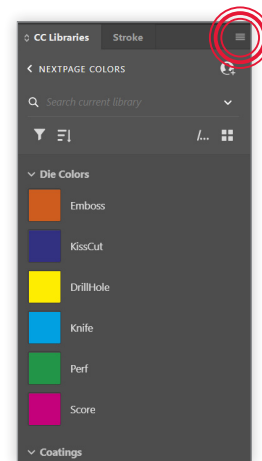 CC Libraries Stroke
NEXTPAGE COLORS
Search current library
/...
Die Colors
Emboss
KissCut
DrillHole
Knife
Perf
Score
Coatings